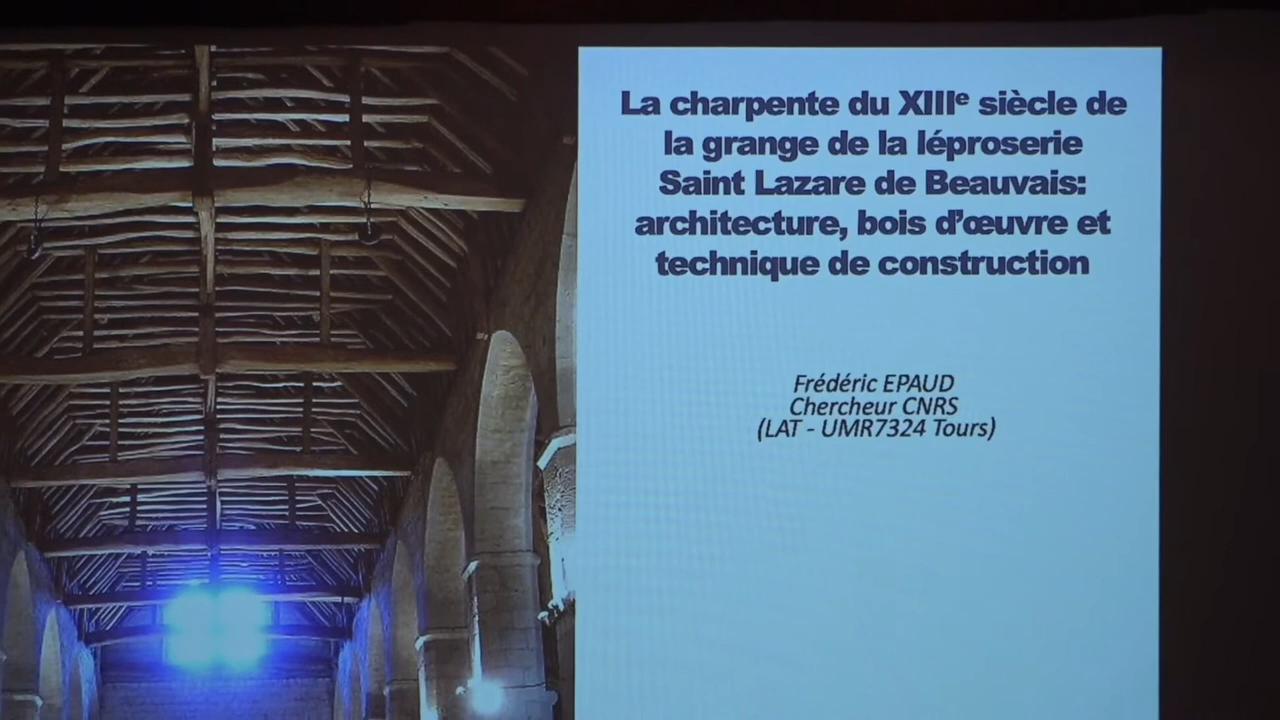 La charpente du XIIIe siècle de
la grange de la léproserie
Saint Lazare de Beauvais:
architecture, bois d'œuvre et
technique de construction
Frédéric EPAUD
Chercheur CNRS
(LAT - UMR7324 Tours)